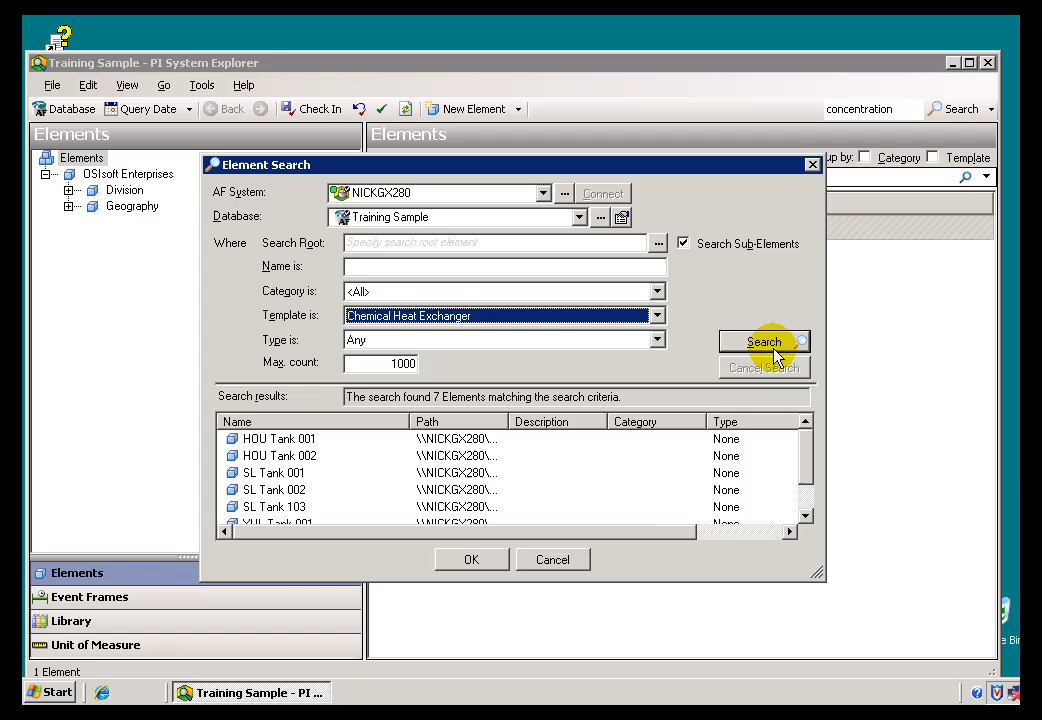 Training Sample - PI System Explorer
File Edit View Go Tools Help
Database Query Date Back Check In New Element concentration Search
Elements Elements
Elements
OSIsoft Enterprises
Division
Geography
up by: Category Template
Element Search
AF System: NICKGX280 ... Connect
Database: Training Sample ...
Where Search Root: Specify search root element ... Search Sub-Elements
Name is:
Category is: <All>
Template is: Chemical Heat Exchanger
Type is: Any
Search
Max. count: 1000
Cancel Search
Search results: The search found 7 Elements matching the search criteria.
Name Path Description Category Type
HOU Tank 001 \\NICKGX280\... None
HOU Tank 002 \\NICKGX280\... None
SL Tank 001 \\NICKGX280\... None
SL Tank 002 \\NICKGX280\... None
SL Tank 103 \\NICKGX280\... None
YUL Tank 001 \\NICKGX280\... None
OK Cancel
Elements
Event Frames
Library
Unit of Measure
e Bin
1 Element
Start Training Sample - PI ...